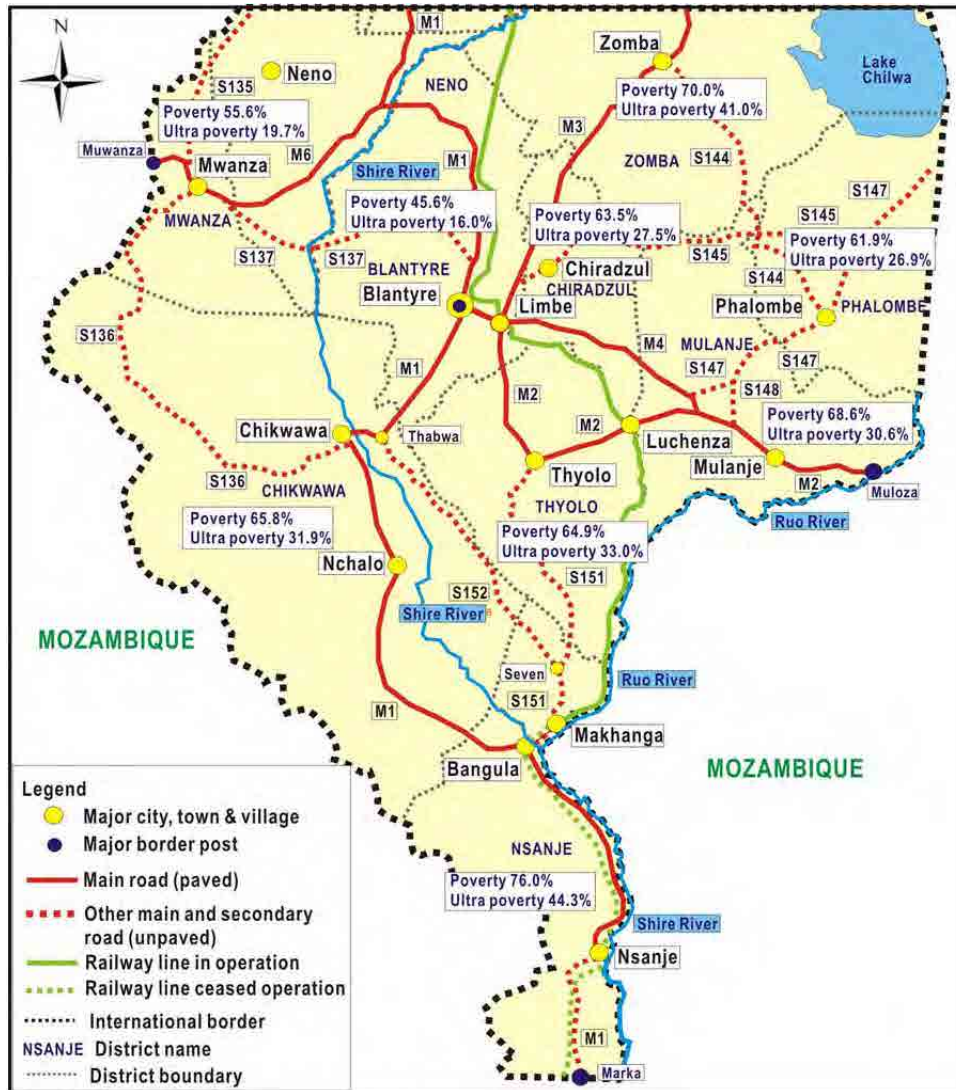 N
M1
Zomba
Lake
Chilwa
Neno
S135
NENO
Poverty 70.0%
Ultra poverty 41.0%
Poverty 55.6%
Ultra poverty 19.7%
M3
M1
Muwanza
Mwanza
M6
Shire River
ZOMBA
S144
S147
MWANZA
Poverty 45.6%
Ultra poverty 16.0%
Poverty 63.5%
Ultra poverty 27.5%
S145
S137
S137
S145
Poverty 61.9%
Ultra poverty 26.9%
BLANTYRE
Chiradzul
CHIRADZUL
S144
Blantyre
Limbe
Phalombe
PHALOMBE
S136
M4
MULANJE
M1
S147
S147
M2
S148
Chikwawa
Thabwa
M2
Luchenza
Poverty 68.6%
Ultra poverty 30.6%
Thyolo
Mulanje
S136
M2
Muloza
CHIKWAWA
THYOLO
Ruo River
Poverty 65.8%
Ultra poverty 31.9%
Poverty 64.9%
Ultra poverty 33.0%
Nchalo
S151
S152
Shire River
MOZAMBIQUE
Seven
Ruo River
S151
M1
Makhanga
Bangula
MOZAMBIQUE
Legend
Major city, town & village
Major border post
Main road (paved)
Other main and secondary
road (unpaved)
Railway line in operation
Railway line ceased operation
International border
NSANJE District name
District boundary
NSANJE
Poverty 76.0%
Ultra poverty 44.3%
Shire River
Nsanje
M1
Marka